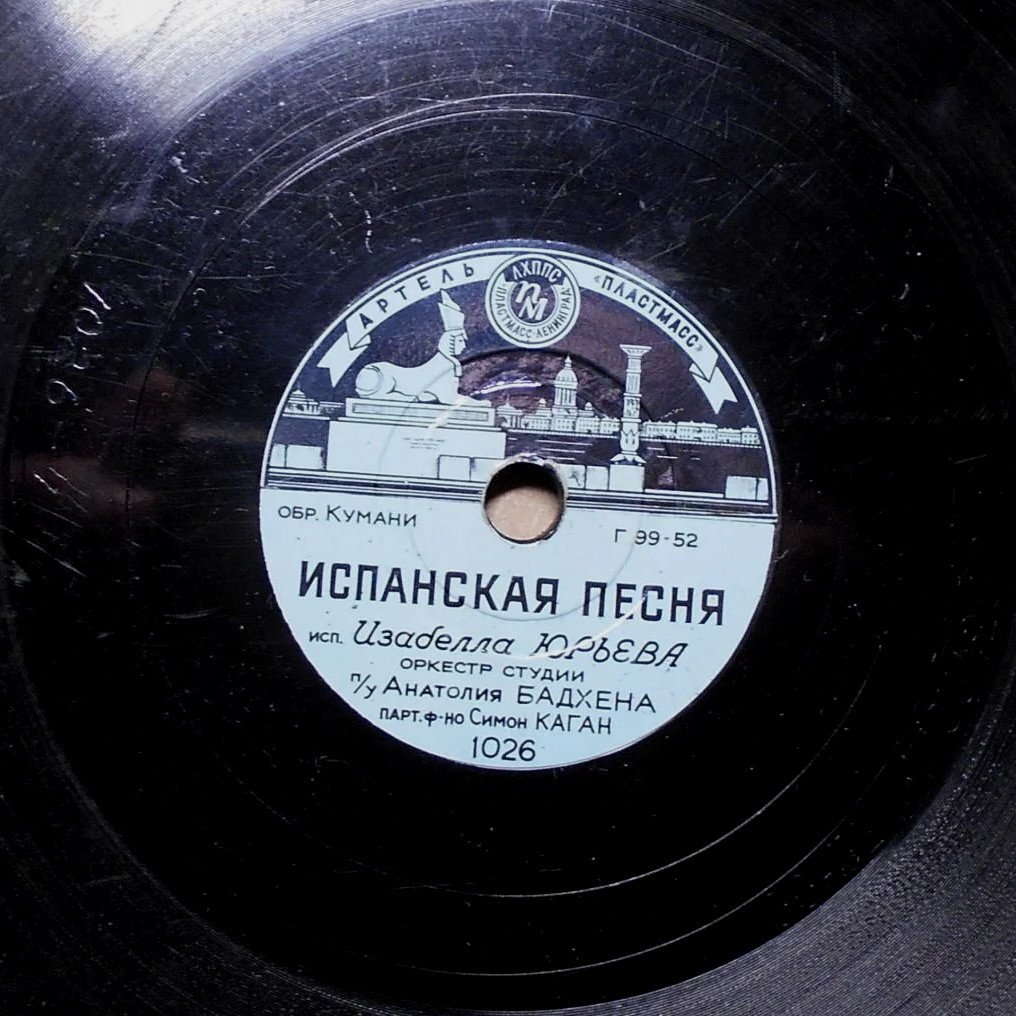 АРТЕЛЬ «ПЛАСТМАСС»
ЛХППС
ПМ
ПЛАСТМАСС-ЛЕНИНГРАД
ОБР. КУМАНИ
Г 99-52
ИСПАНСКАЯ ПЕСНЯ
ИСП. Изабелла ЮРЬЕВА
ОРКЕСТР СТУДИИ
п/у АНАТОЛИЯ БАДХЕНА
ПАРТ. Ф-НО СИМОН КАГАН
1026
1026